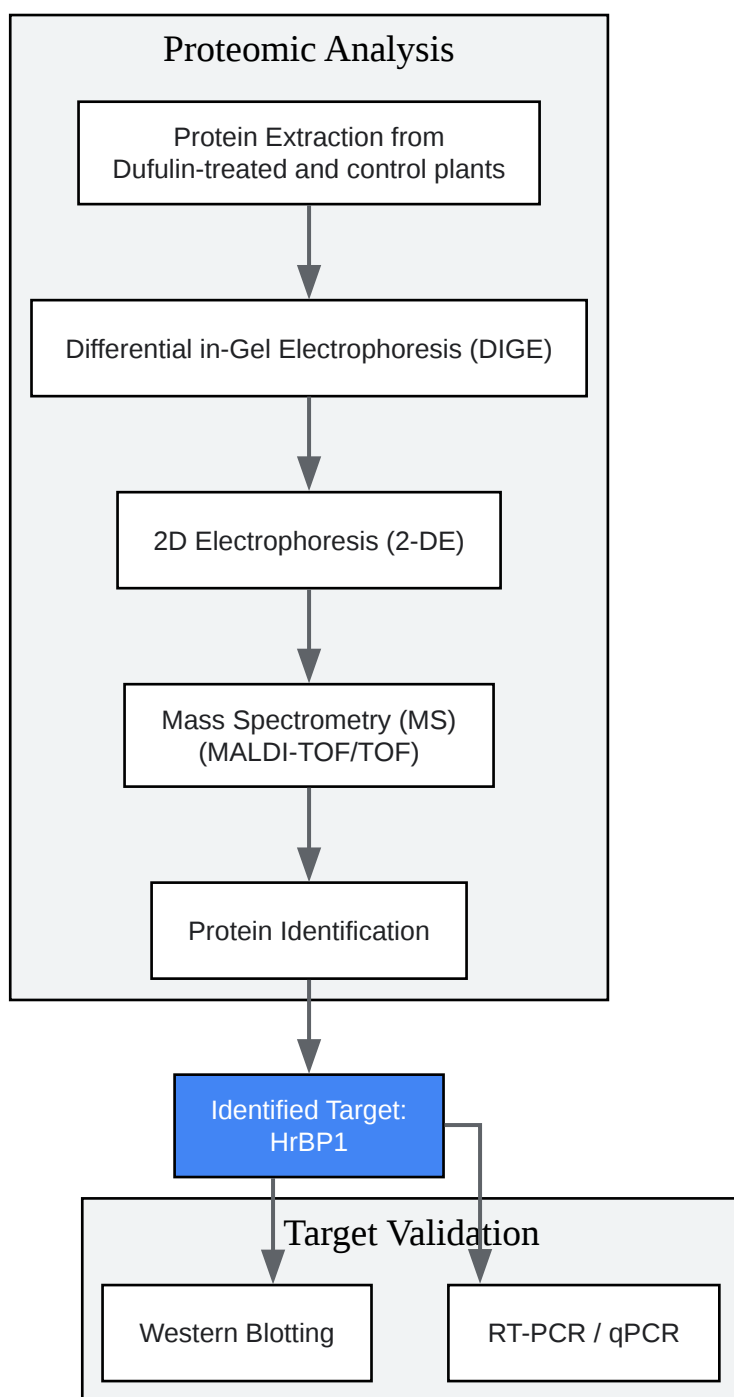 Proteomic Analysis
Protein Extraction from
Dufulin-treated and control plants
Differential in-Gel Electrophoresis (DIGE)
2D Electrophoresis (2-DE)
Mass Spectrometry (MS)
(MALDI-TOF/TOF)
Protein Identification
Identified Target:
HrBP1
Target Validation
Western Blotting
RT-PCR / qPCR